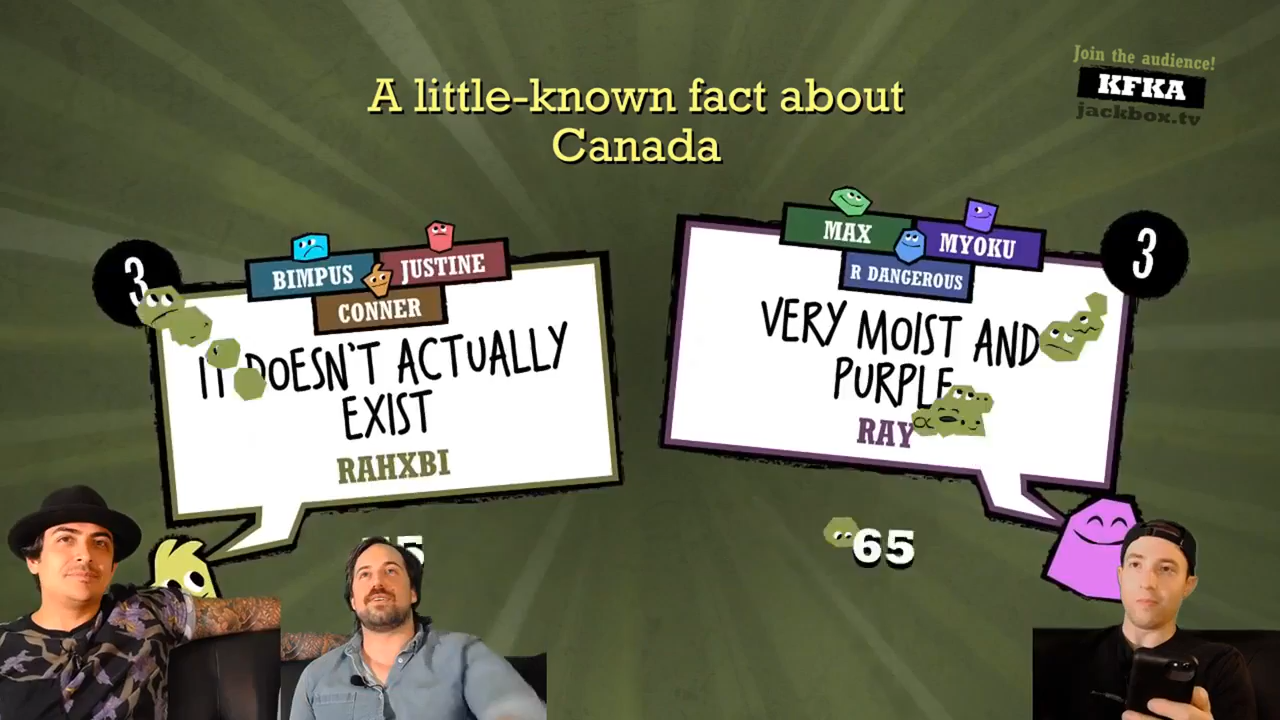 Join the audience!
KFKA
jackbox.tv
A little-known fact about
Canada
3
BIMPUS
JUSTINE
CONNER
IT DOESN'T ACTUALLY
EXIST
RAHXBI
MAX
MYOKU
R DANGEROUS
3
VERY MOIST AND
PURPLE
RAY
65